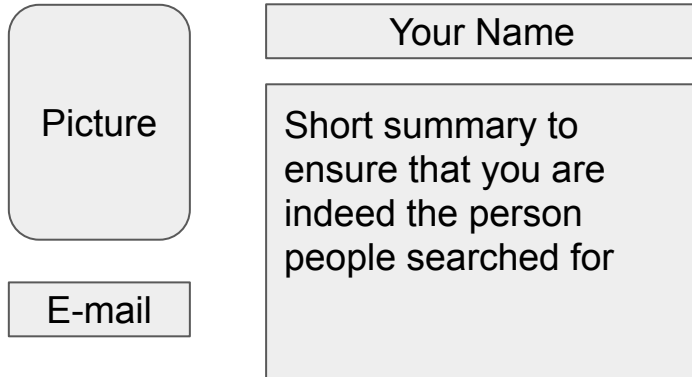 Picture
E-mail
Your Name
Short summary to
ensure that you are
indeed the person
people searched for